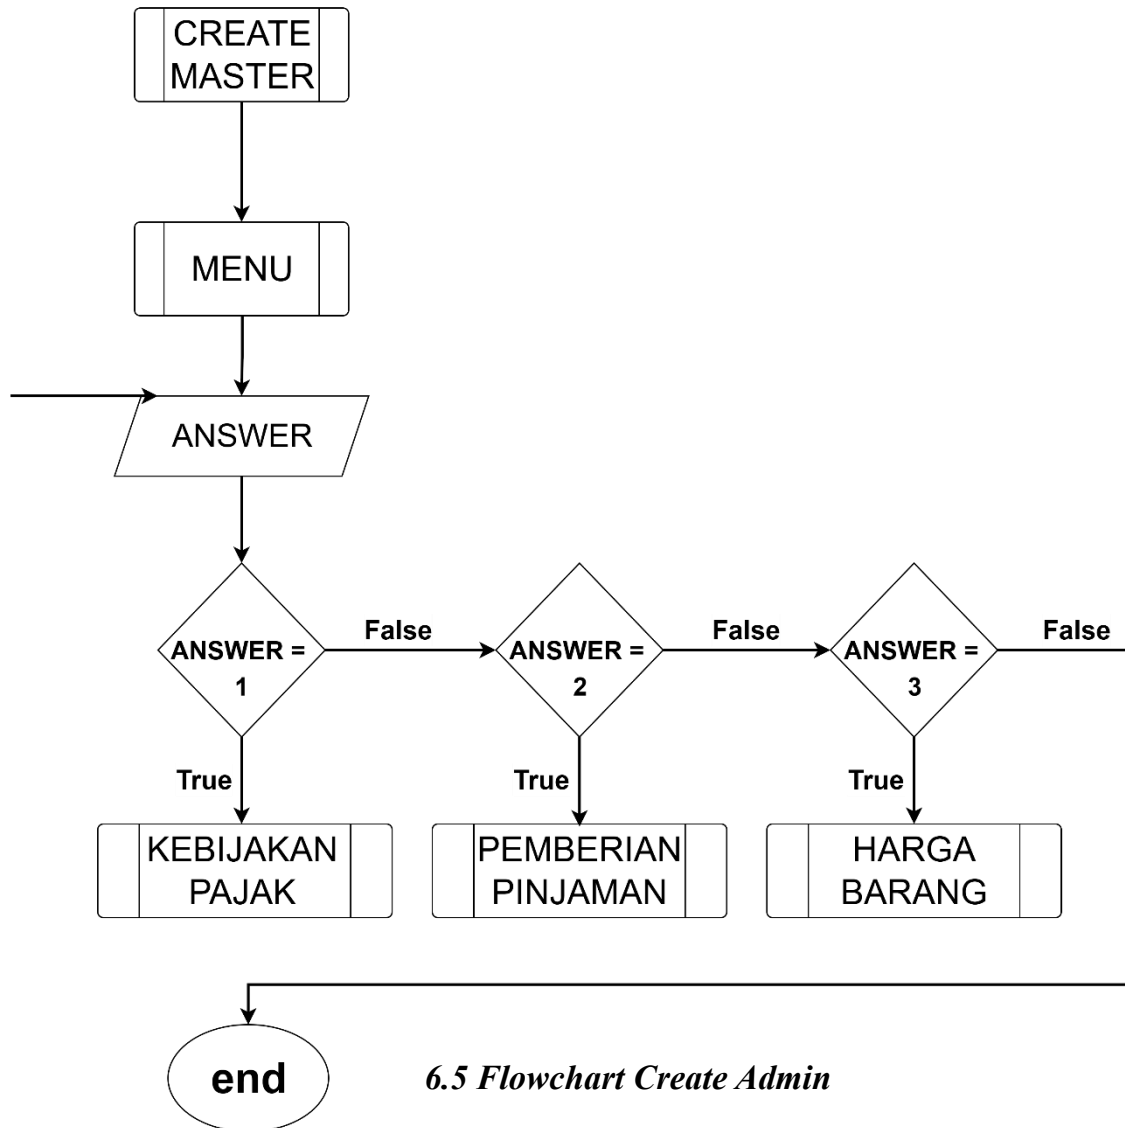 CREATE
MASTER
MENU
ANSWER
ANSWER =
1
False
ANSWER =
2
False
ANSWER =
3
False
True
True
True
KEBIJAKAN
PAJAK
PEMBERIAN
PINJAMAN
HARGA
BARANG
end
6.5 Flowchart Create Admin